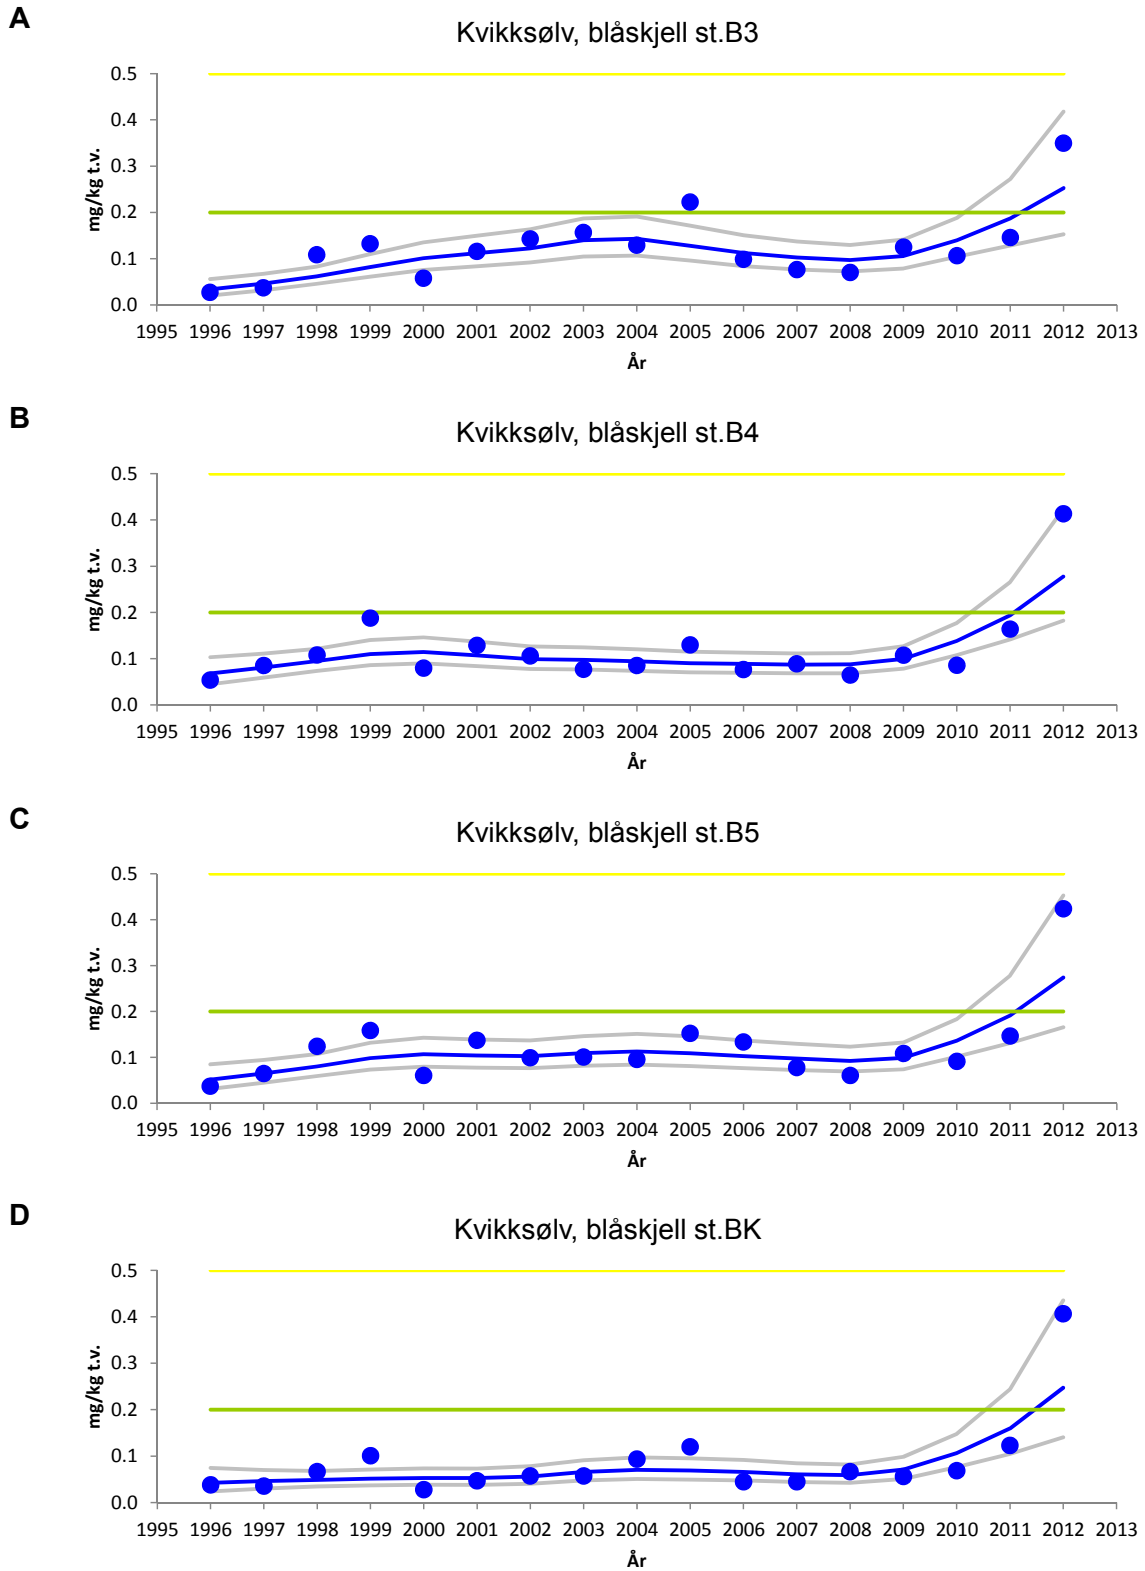 A
Kvikksølv, blåskjell st.B3
mg/kg t.v.
0.5
0.4
0.3
0.2
0.1
0.0
1995 1996 1997 1998 1999 2000 2001 2002 2003 2004 2005 2006 2007 2008 2009 2010 2011 2012 2013
År
B
Kvikksølv, blåskjell st.B4
mg/kg t.v.
0.5
0.4
0.3
0.2
0.1
0.0
1995 1996 1997 1998 1999 2000 2001 2002 2003 2004 2005 2006 2007 2008 2009 2010 2011 2012 2013
År
C
Kvikksølv, blåskjell st.B5
mg/kg t.v.
0.5
0.4
0.3
0.2
0.1
0.0
1995 1996 1997 1998 1999 2000 2001 2002 2003 2004 2005 2006 2007 2008 2009 2010 2011 2012 2013
År
D
Kvikksølv, blåskjell st.BK
mg/kg t.v.
0.5
0.4
0.3
0.2
0.1
0.0
1995 1996 1997 1998 1999 2000 2001 2002 2003 2004 2005 2006 2007 2008 2009 2010 2011 2012 2013
År